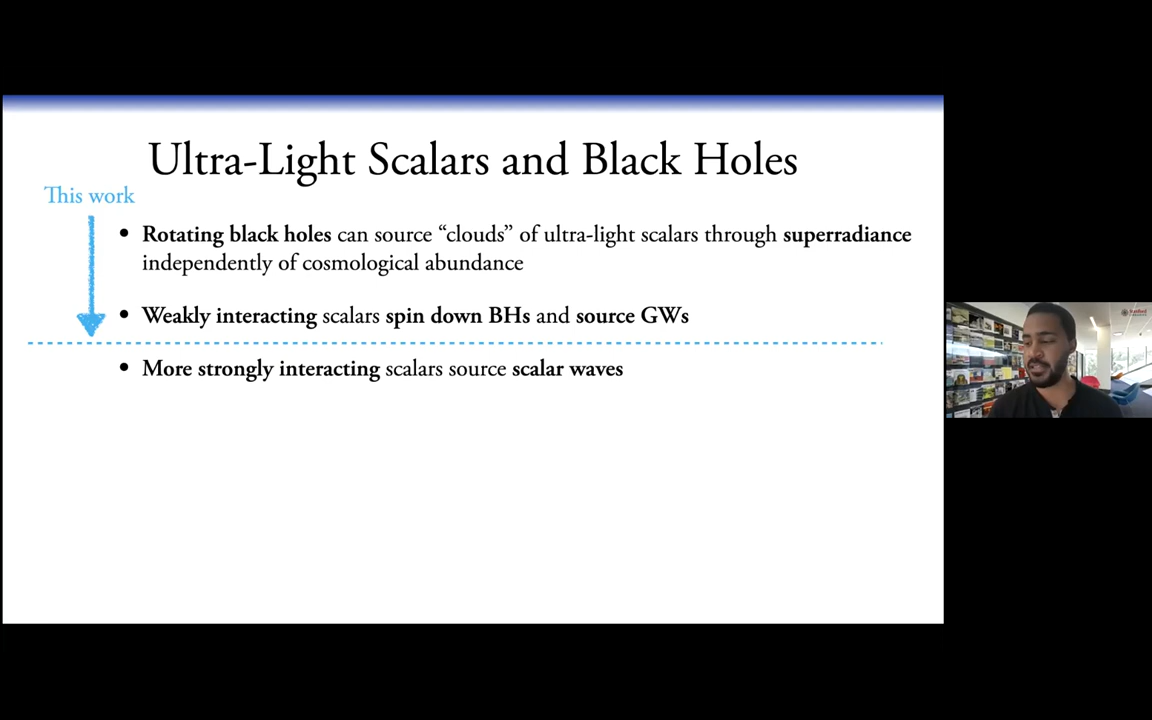 Ultra-Light Scalars and Black Holes
This work
• Rotating black holes can source “clouds” of ultra-light scalars through superradiance
independently of cosmological abundance
• Weakly interacting scalars spin down BHs and source GWs
• More strongly interacting scalars source scalar waves